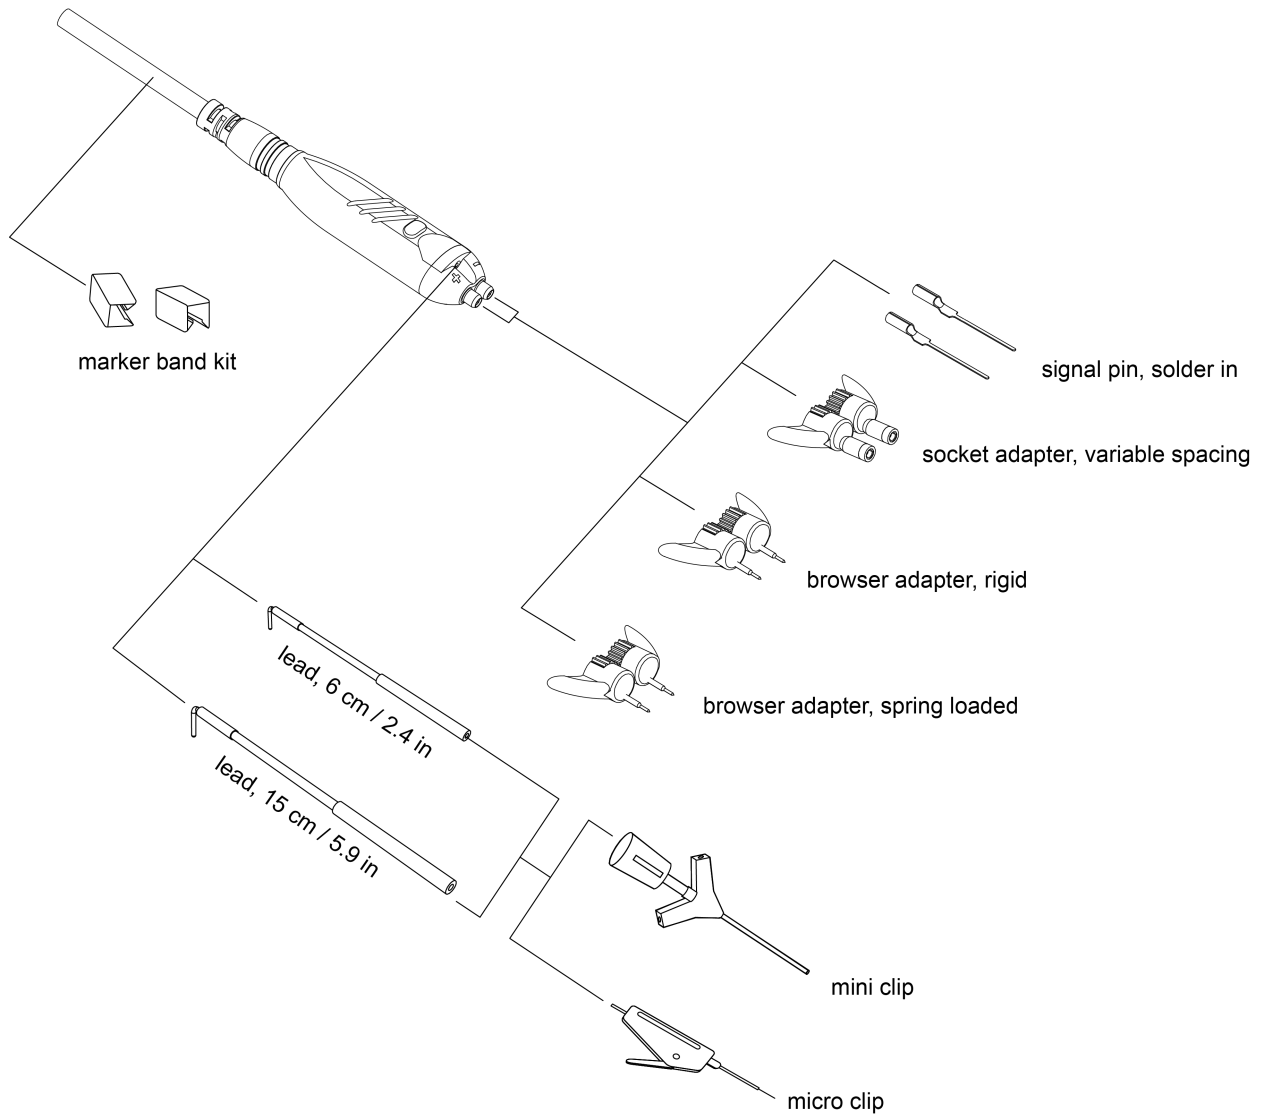 marker band kit
signal pin, solder in
socket adapter, variable spacing
browser adapter, rigid
browser adapter, spring loaded
lead, 6 cm / 2.4 in
lead, 15 cm / 5.9 in
mini clip
micro clip